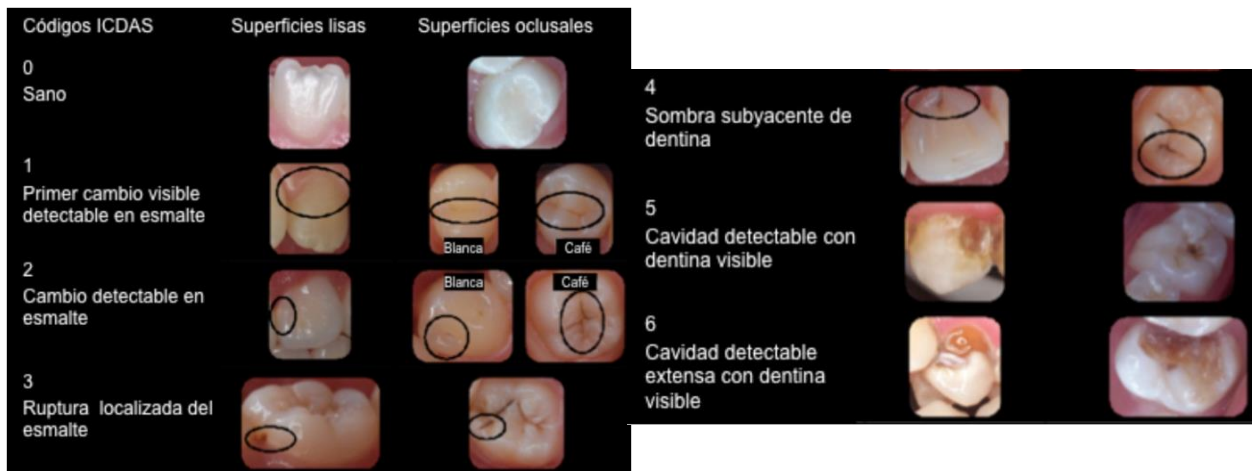 Códigos ICDAS
Superficies lisas
Superficies oclusales
0
Sano
1
Primer cambio visible
detectable en esmalte
Blanca
Café
2
Cambio detectable en
esmalte
Blanca
Café
3
Ruptura localizada del
esmalte
4
Sombra subyacente de
dentina
5
Cavidad detectable con
dentina visible
6
Cavidad detectable
extensa con dentina
visible